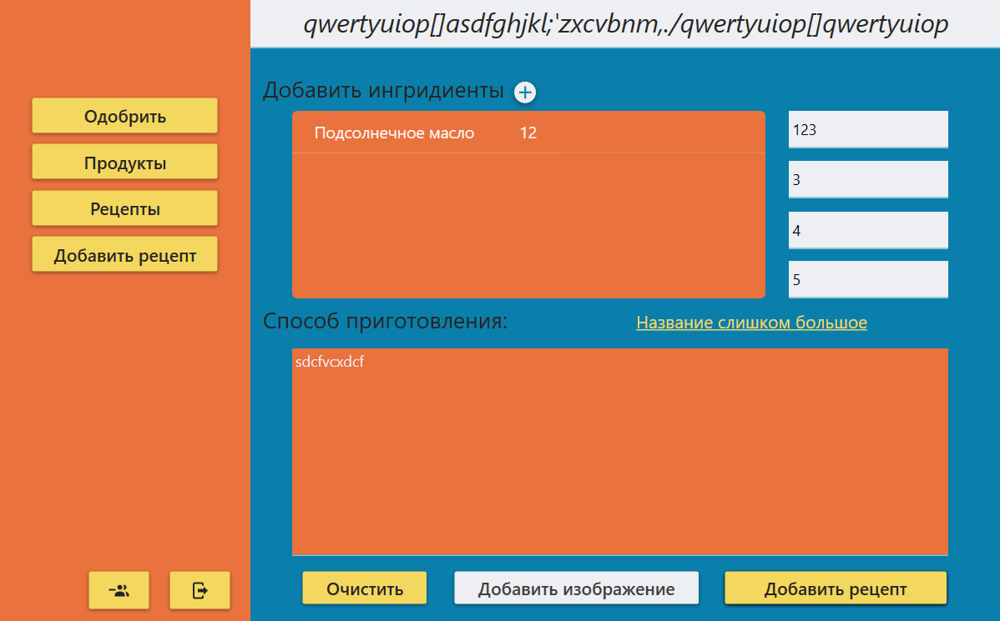 qwertyuiop[]asdfghjkl;'zxcvbnm,./qwertyuiop[]qwertyuiop
Одобрить
Продукты
Рецепты
Добавить рецепт
Добавить ингридиенты
Подсолнечное масло 12
123
3
4
5
Способ приготовления:
Название слишком большое
sdcfvcxdcf
Очистить
Добавить изображение
Добавить рецепт